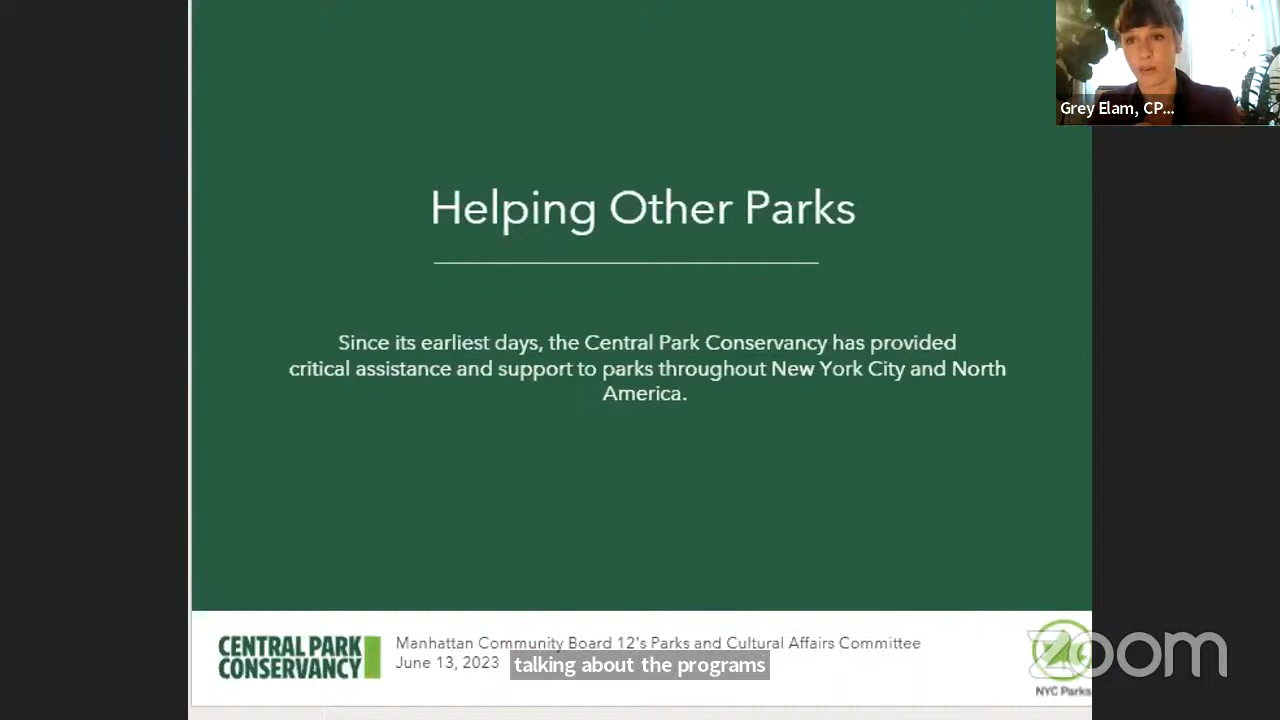 Grey Elam, CP...
Helping Other Parks
Since its earliest days, the Central Park Conservancy has provided
critical assistance and support to parks throughout New York City and North
America.
CENTRAL PARK
CONSERVANCY
Manhattan Community Board 12's Parks and Cultural Affairs Committee
June 13, 2023
talking about the programs
zoom
NYC Parks